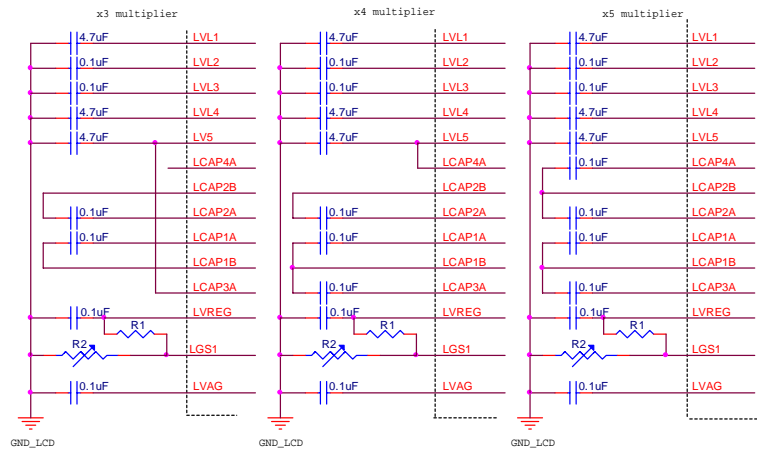 x3 multiplier x4 multiplier x5 multiplier
4.7uF LVL1 4.7uF LVL1 4.7uF LVL1
0.1uF LVL2 0.1uF LVL2 0.1uF LVL2
0.1uF LVL3 0.1uF LVL3 0.1uF LVL3
4.7uF LVL4 4.7uF LVL4 4.7uF LVL4
4.7uF LV5 4.7uF LVL5 4.7uF LVL5
LCAP4A LCAP4A 0.1uF LCAP4A
LCAP2B LCAP2B LCAP2B
0.1uF LCAP2A 0.1uF LCAP2A 0.1uF LCAP2A
0.1uF LCAP1A 0.1uF LCAP1A 0.1uF LCAP1A
LCAP1B LCAP1B LCAP1B
LCAP3A 0.1uF LCAP3A 0.1uF LCAP3A
0.1uF LVREG 0.1uF LVREG 0.1uF LVREG
R1 R1 R1
R2 LGS1 R2 LGS1 R2 LGS1
0.1uF LVAG 0.1uF LVAG 0.1uF LVAG
GND_LCD GND_LCD GND_LCD